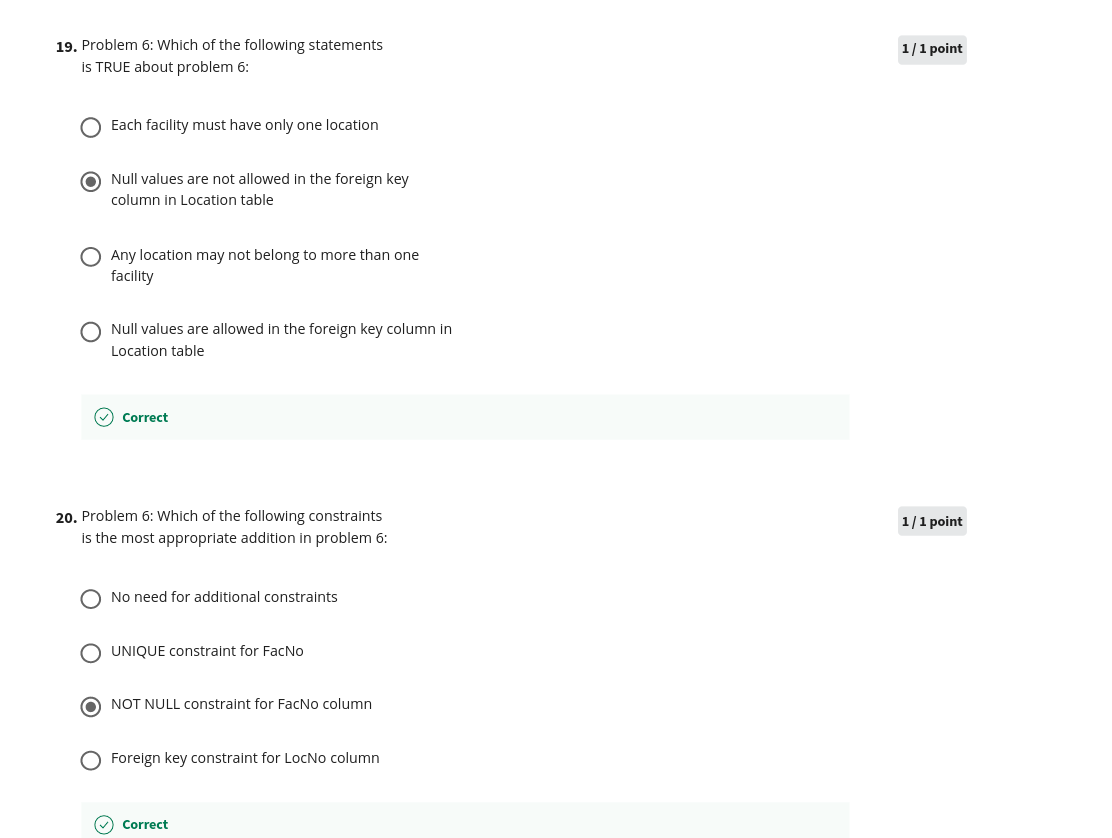 19. Problem 6: Which of the following statements
is TRUE about problem 6:
1 / 1 point
Each facility must have only one location
Null values are not allowed in the foreign key
column in Location table
Any location may not belong to more than one
facility
Null values are allowed in the foreign key column in
Location table
Correct
20. Problem 6: Which of the following constraints
is the most appropriate addition in problem 6:
1 / 1 point
No need for additional constraints
UNIQUE constraint for FacNo
NOT NULL constraint for FacNo column
Foreign key constraint for LocNo column
Correct